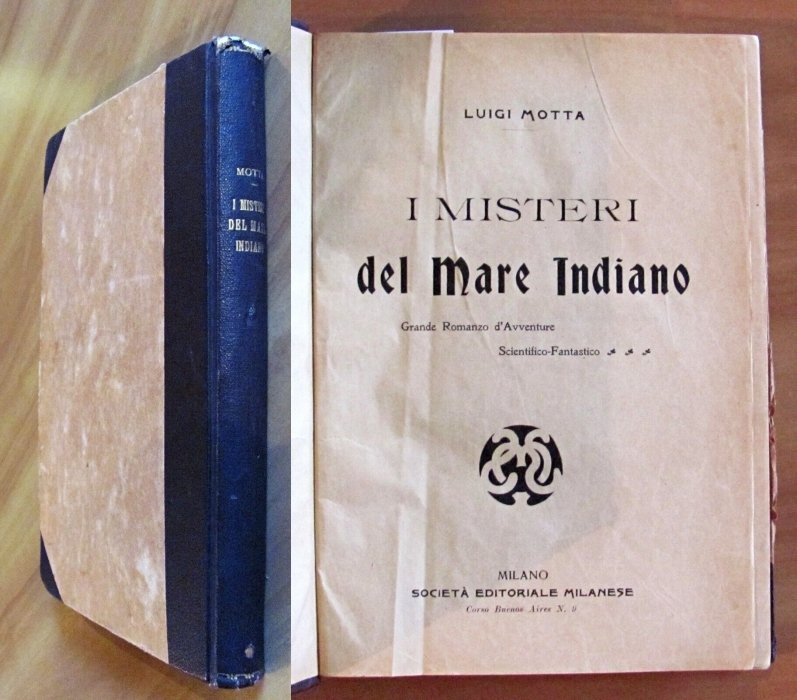 MOTTA
I MISTERI
DEL MARE
INDIANO
LUIGI MOTTA
I MISTERI
del Mare Indiano
Grande Romanzo d'Avventure
Scientifico-Fantastico
MILANO
SOCIETÀ EDITORIALE MILANESE
Corso Buenos Aires N. 9